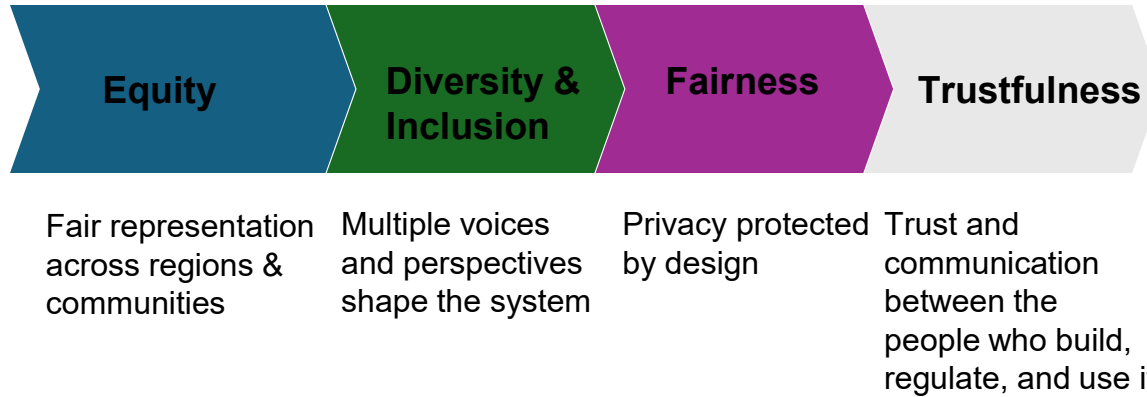 Equity
Diversity &
Inclusion
Fairness
Trustfulness
Fair representation
across regions &
communities
Multiple voices
and perspectives
shape the system
Privacy protected
by design
Trust and
communication
between the
people who build,
regulate, and use